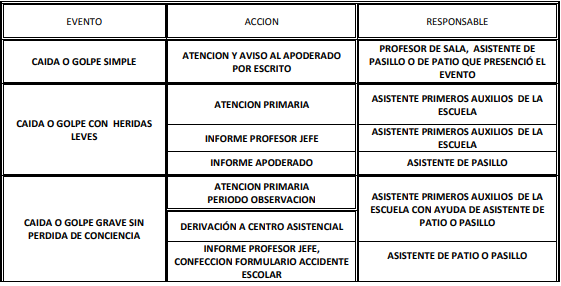 EVENTO
ACCION
RESPONSABLE
CAIDA O GOLPE SIMPLE
ATENCION Y AVISO AL APODERADO
POR ESCRITO
PROFESOR DE SALA, ASISTENTE DE
PASILLO O DE PATIO QUE PRESENCIÓ EL
EVENTO
CAIDA O GOLPE CON HERIDAS
LEVES
ATENCION PRIMARIA
ASISTENTE PRIMEROS AUXILIOS DE LA
ESCUELA
INFORME PROFESOR JEFE
ASISTENTE PRIMEROS AUXILIOS DE LA
ESCUELA
INFORME APODERADO
ASISTENTE DE PASILLO
CAIDA O GOLPE GRAVE SIN
PERDIDA DE CONCIENCIA
ATENCION PRIMARIA
PERIODO OBSERVACION
DERIVACIÓN A CENTRO ASISTENCIAL
ASISTENTE PRIMEROS AUXILIOS DE LA
ESCUELA CON AYUDA DE ASISTENTE DE
PATIO O PASILLO
INFORME PROFESOR JEFE,
CONFECCION FORMULARIO ACCIDENTE
ESCOLAR
ASISTENTE DE PATIO O PASILLO